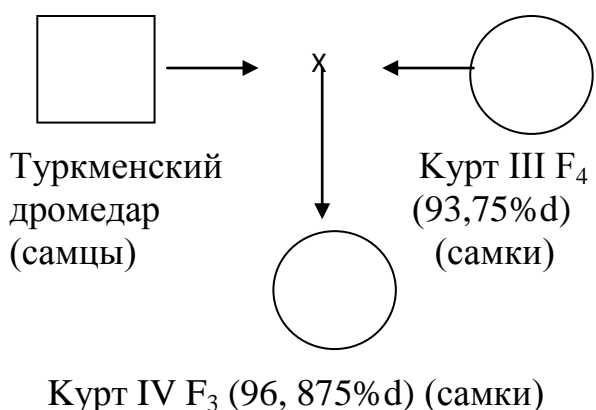 X
Туркменский
дромедар
(самцы)
Курт III F₄
(93,75%d)
(самки)
Курт IV F₃ (96, 875%d) (самки)